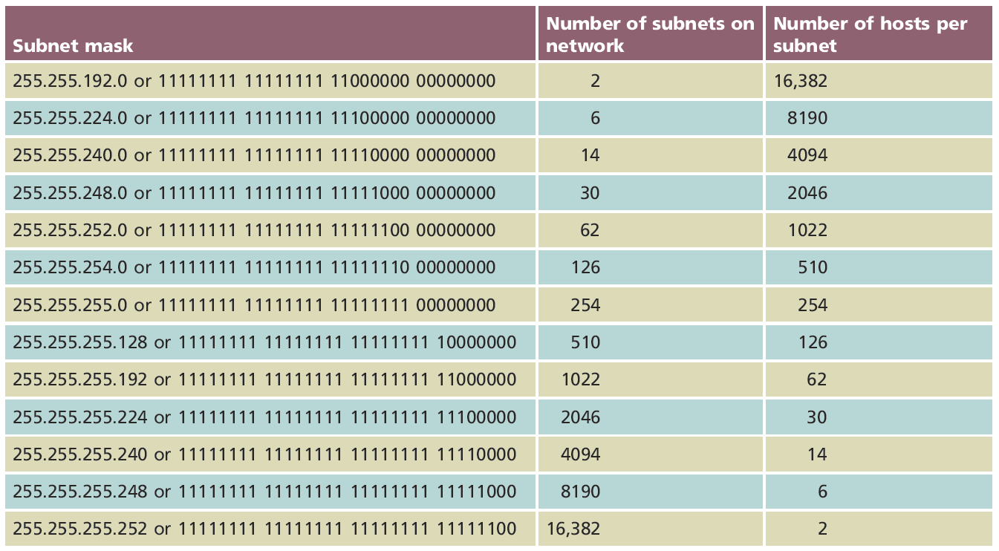 Subnet mask Number of subnets on network Number of hosts per subnet
255.255.192.0 or 11111111 11111111 11000000 00000000 2 16,382
255.255.224.0 or 11111111 11111111 11100000 00000000 6 8190
255.255.240.0 or 11111111 11111111 11110000 00000000 14 4094
255.255.248.0 or 11111111 11111111 11111000 00000000 30 2046
255.255.252.0 or 11111111 11111111 11111100 00000000 62 1022
255.255.254.0 or 11111111 11111111 11111110 00000000 126 510
255.255.255.0 or 11111111 11111111 11111111 00000000 254 254
255.255.255.128 or 11111111 11111111 11111111 10000000 510 126
255.255.255.192 or 11111111 11111111 11111111 11000000 1022 62
255.255.255.224 or 11111111 11111111 11111111 11100000 2046 30
255.255.255.240 or 11111111 11111111 11111111 11110000 4094 14
255.255.255.248 or 11111111 11111111 11111111 11111000 8190 6
255.255.255.252 or 11111111 11111111 11111111 11111100 16,382 2